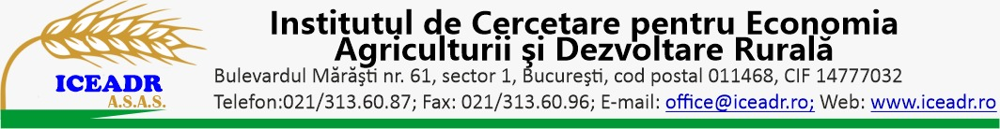 Institutul de Cercetare pentru Economia
Agriculturii şi Dezvoltare Rurală
ICEADR
A.S.A.S.
Bulevardul Mărăşti nr. 61, sector 1, Bucureşti, cod postal 011468, CIF 14777032
Telefon:021/313.60.87; Fax: 021/313.60.96; E-mail: office@iceadr.ro; Web: www.iceadr.ro